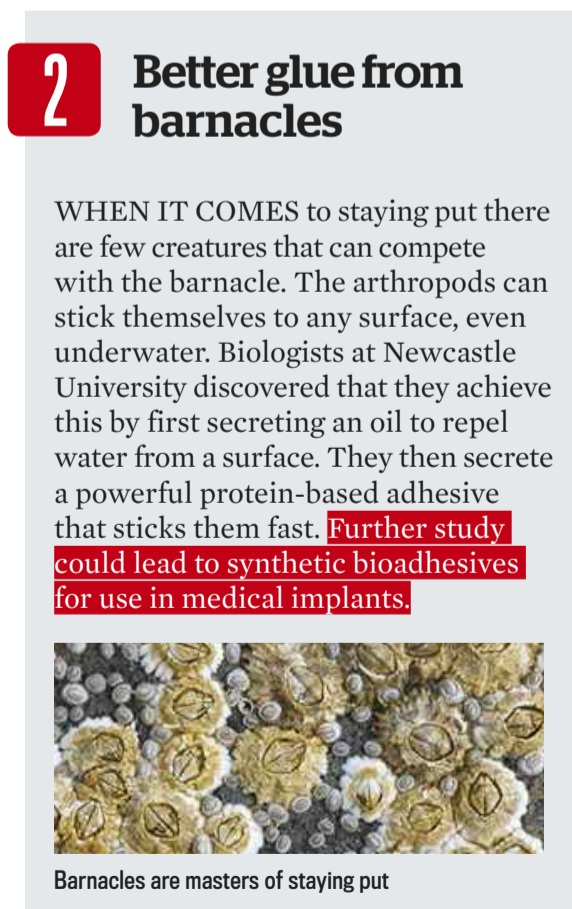 2
Better glue from
barnacles
WHEN IT COMES to staying put there
are few creatures that can compete
with the barnacle. The arthropods can
stick themselves to any surface, even
underwater. Biologists at Newcastle
University discovered that they achieve
this by first secreting an oil to repel
water from a surface. They then secrete
a powerful protein-based adhesive
that sticks them fast. Further study
could lead to synthetic bioadhesives
for use in medical implants.
Barnacles are masters of staying put